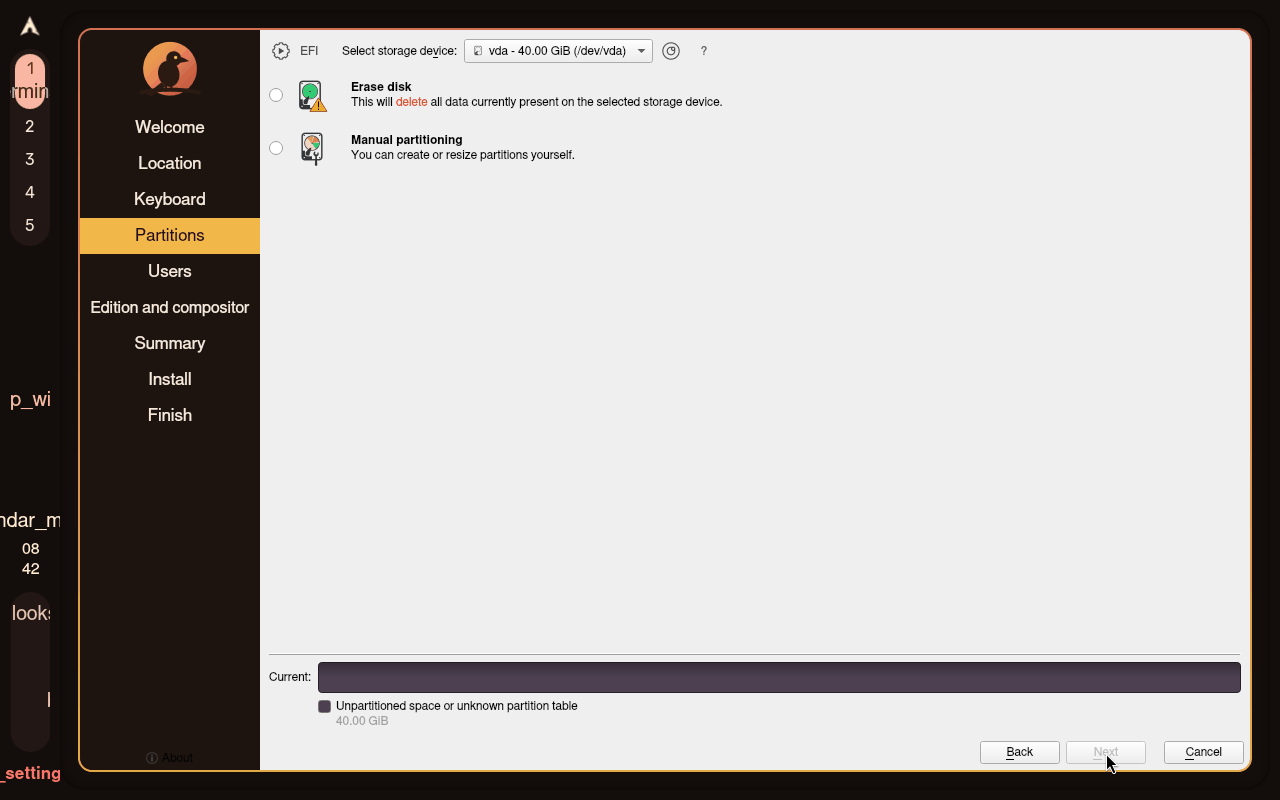 1
rmin
2
3
4
5
p_wi
ndar_m
08
42
looks
_setting
Welcome
Location
Keyboard
Partitions
Users
Edition and compositor
Summary
Install
Finish
About
EFI Select storage device: vda - 40.00 GiB (/dev/vda) ?
Erase disk
This will delete all data currently present on the selected storage device.
Manual partitioning
You can create or resize partitions yourself.
Current:
Unpartitioned space or unknown partition table
40.00 GiB
Back Next Cancel